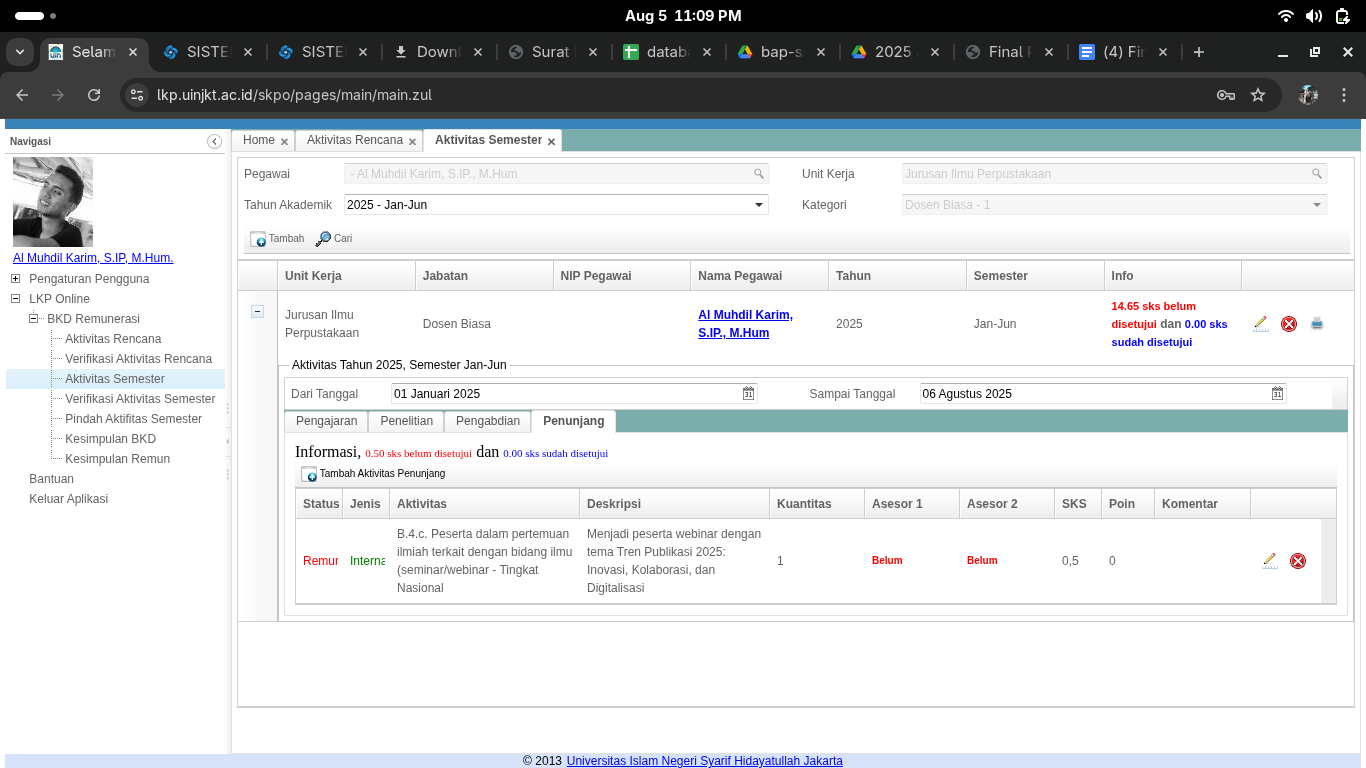 Aug 5 11:09 PM
Selam
SISTE
SISTE
Downl
Surat
datab
bap-s
2025
Final
(4) Fir
lkp.uinjkt.ac.id/skpo/pages/main/main.zul
Navigasi
Home
Aktivitas Rencana
Aktivitas Semester
Pegawai
- Al Muhdil Karim, S.IP., M.Hum
Unit Kerja
Jurusan Ilmu Perpustakaan
Tahun Akademik
2025 - Jan-Jun
Kategori
Dosen Biasa - 1
Tambah
Cari
Al Muhdil Karim, S.IP, M.Hum.
Pengaturan Pengguna
LKP Online
BKD Remunerasi
Aktivitas Rencana
Verifikasi Aktivitas Rencana
Aktivitas Semester
Verifikasi Aktivitas Semester
Pindah Aktifitas Semester
Kesimpulan BKD
Kesimpulan Remun
Bantuan
Keluar Aplikasi
Unit Kerja
Jabatan
NIP Pegawai
Nama Pegawai
Tahun
Semester
Info
Jurusan Ilmu
Perpustakaan
Dosen Biasa
Al Muhdil Karim,
S.IP., M.Hum
2025
Jan-Jun
14.65 sks belum
disetujui dan 0.00 sks
sudah disetujui
Aktivitas Tahun 2025, Semester Jan-Jun
Dari Tanggal
01 Januari 2025
Sampai Tanggal
06 Agustus 2025
Pengajaran
Penelitian
Pengabdian
Penunjang
Informasi, 0.50 sks belum disetujui dan 0.00 sks sudah disetujui
Tambah Aktivitas Penunjang
Status
Jenis
Aktivitas
Deskripsi
Kuantitas
Asesor 1
Asesor 2
SKS
Poin
Komentar
Remur
Interna
B.4.c. Peserta dalam pertemuan
ilmiah terkait dengan bidang ilmu
(seminar/webinar - Tingkat
Nasional
Menjadi peserta webinar dengan
tema Tren Publikasi 2025:
Inovasi, Kolaborasi, dan
Digitalisasi
1
Belum
Belum
0,5
0
© 2013 Universitas Islam Negeri Syarif Hidayatullah Jakarta